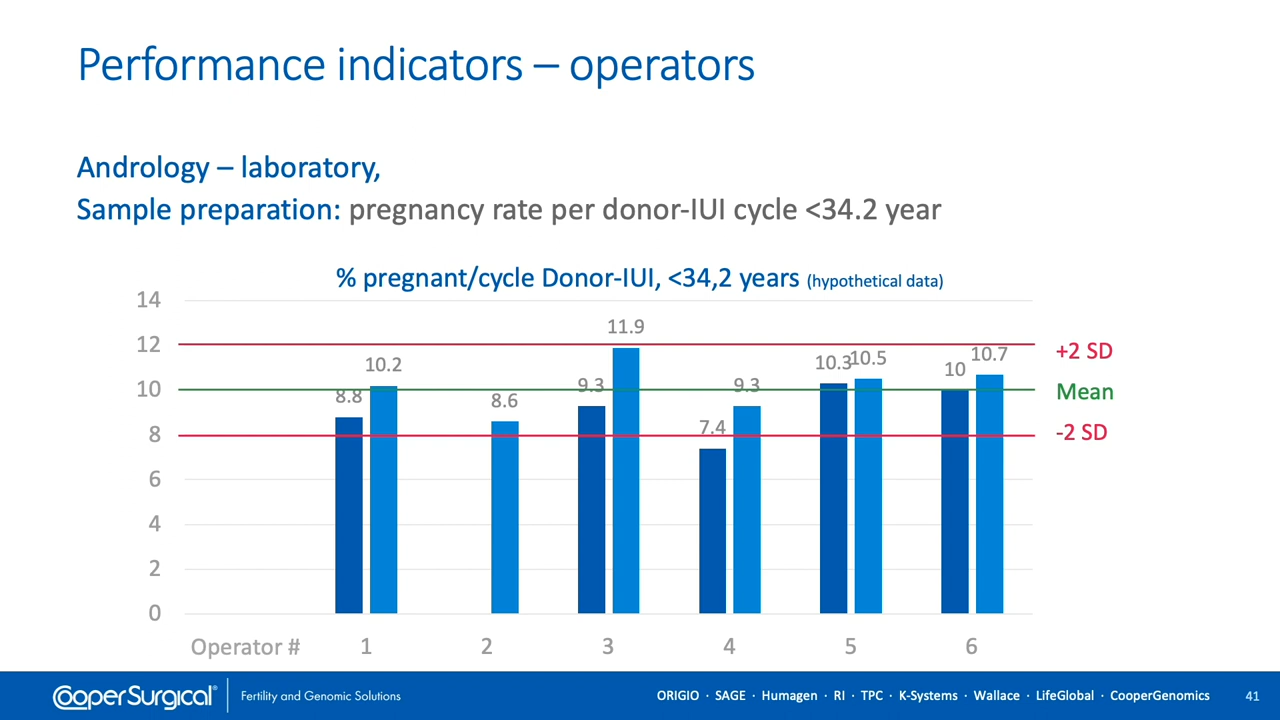 Performance indicators – operators
Andrology – laboratory,
Sample preparation: pregnancy rate per donor-IUI cycle <34.2 year
% pregnant/cycle Donor-IUI, <34,2 years (hypothetical data)
14
12
10
8
6
4
2
0
8.8
10.2
8.6
9.3
11.9
7.4
9.3
10.3
10.5
10
10.7
+2 SD
Mean
-2 SD
Operator # 1 2 3 4 5 6
CooperSurgical® Fertility and Genomic Solutions
ORIGIO · SAGE · Humagen · RI · TPC · K-Systems · Wallace · LifeGlobal · CooperGenomics 41